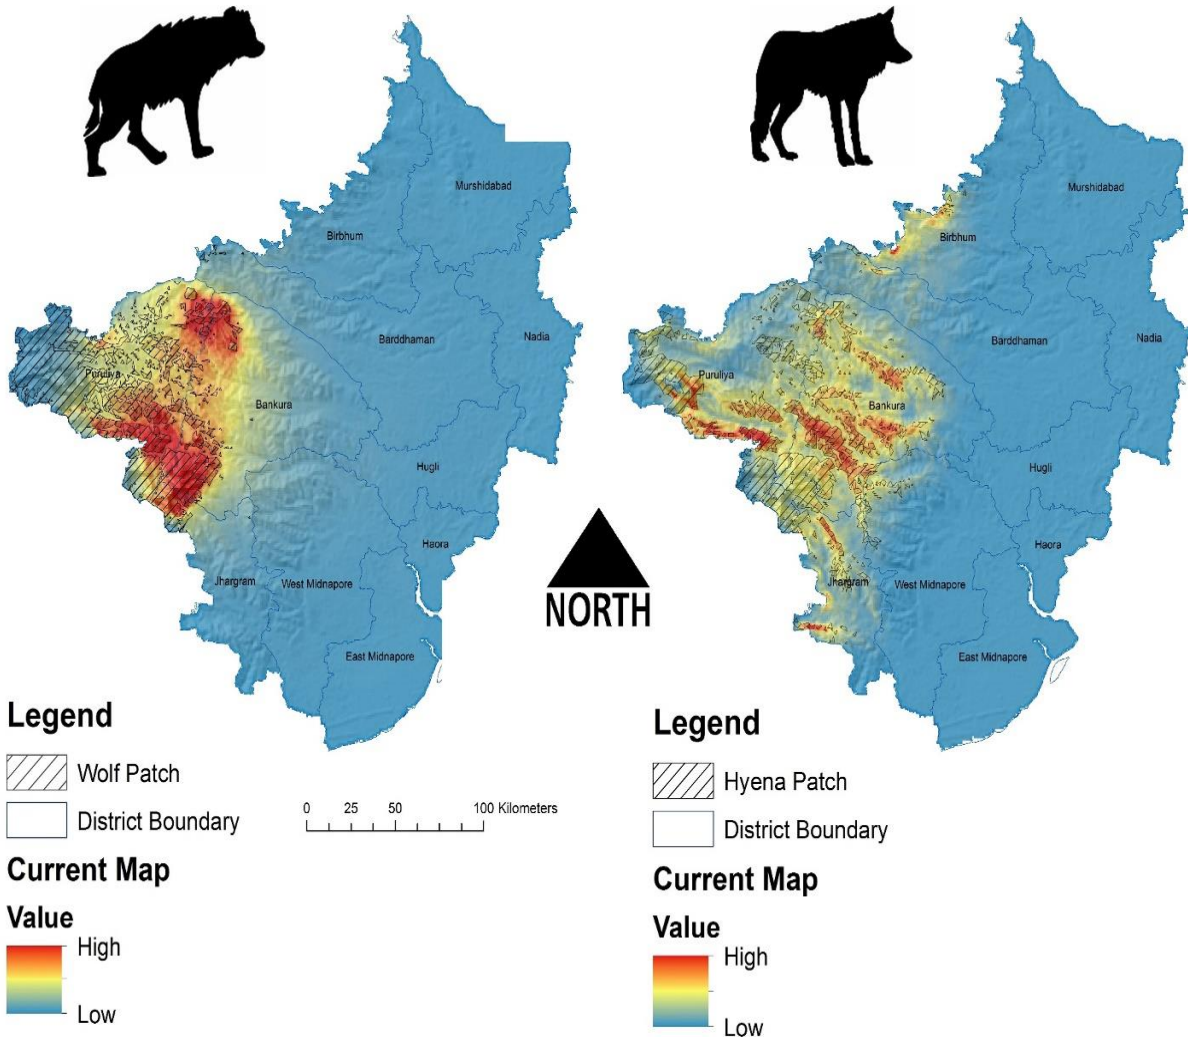 Murshidabad
Birbhum
Barddhaman
Nadia
Puruliya
Bankura
Hugli
Haora
Jhargram
West Midnapore
East Midnapore
Legend
Wolf Patch
District Boundary
0 25 50 100 Kilometers
Current Map
Value
High
Low
NORTH
Murshidabad
Birbhum
Barddhaman
Nadia
Puruliya
Bankura
Hugli
Haora
Jhargram
West Midnapore
East Midnapore
Legend
Hyena Patch
District Boundary
Current Map
Value
High
Low